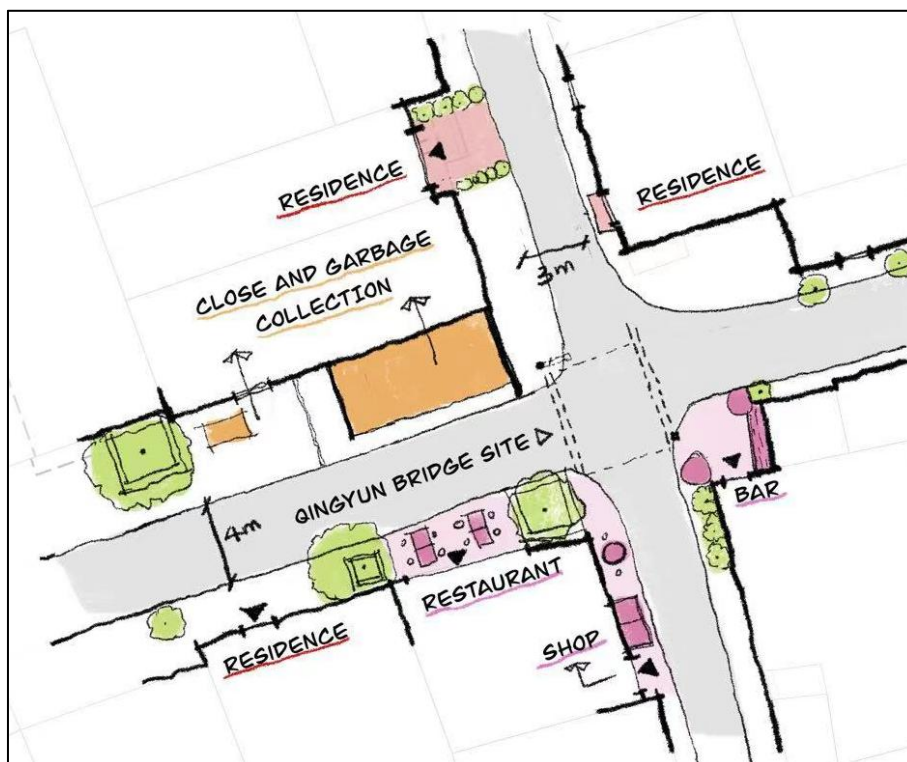 RESIDENCE
RESIDENCE
CLOSE AND GARBAGE
COLLECTION
3m
QINGYUN BRIDGE SITE
4m
BAR
RESTAURANT
SHOP
RESIDENCE